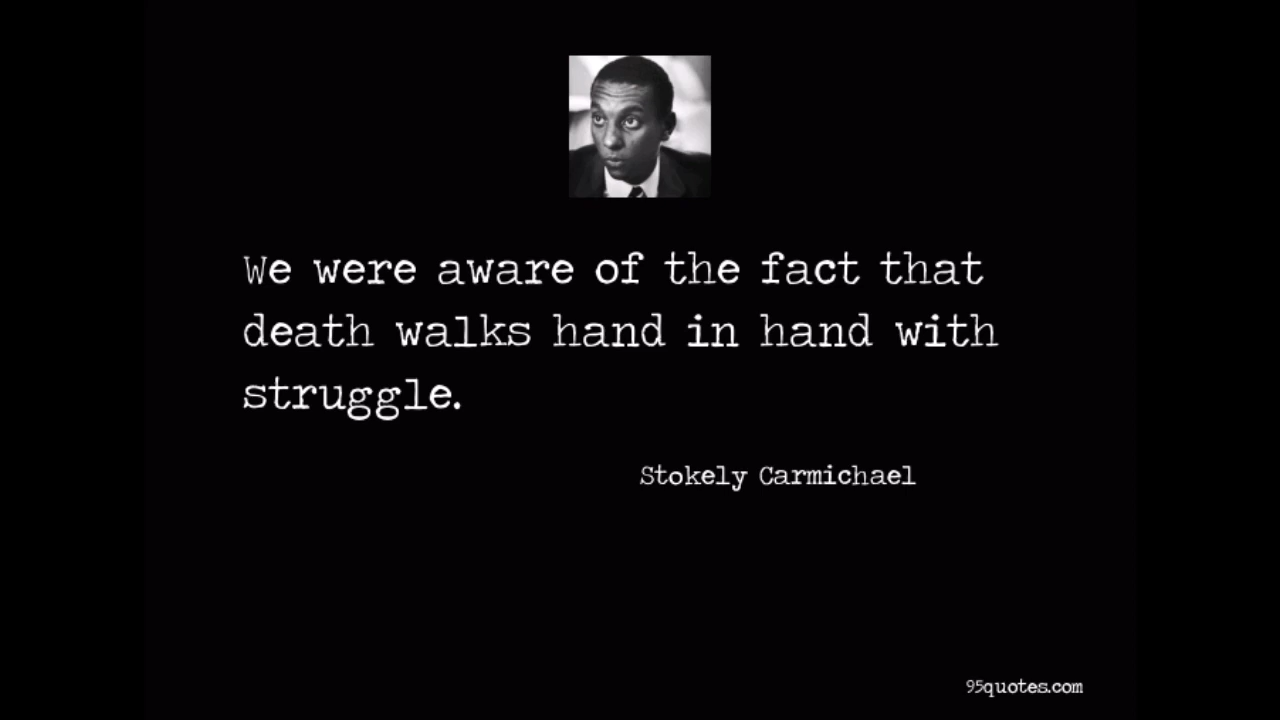 We were aware of the fact that
death walks hand in hand with
struggle.
Stokely Carmichael
95quotes.com